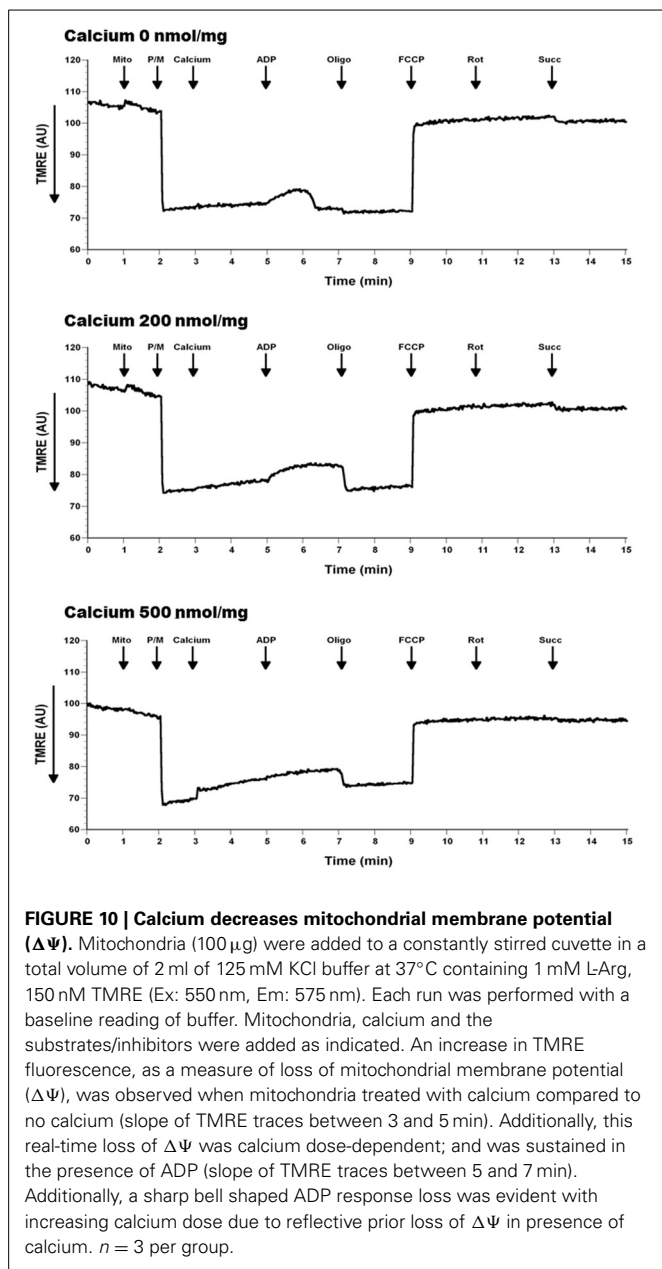 Calcium 0 nmol/mg
Mito P/M Calcium ADP Oligo FCCP Rot Succ
TMRE (AU)
120
110
100
90
80
70
60
0 1 2 3 4 5 6 7 8 9 10 11 12 13 14 15
Time (min)
Calcium 200 nmol/mg
Mito P/M Calcium ADP Oligo FCCP Rot Succ
TMRE (AU)
120
110
100
90
80
70
60
0 1 2 3 4 5 6 7 8 9 10 11 12 13 14 15
Time (min)
Calcium 500 nmol/mg
Mito P/M Calcium ADP Oligo FCCP Rot Succ
TMRE (AU)
120
110
100
90
80
70
60
0 1 2 3 4 5 6 7 8 9 10 11 12 13 14 15
Time (min)
FIGURE 10 | Calcium decreases mitochondrial membrane potential
(ΔΨ). Mitochondria (100 μg) were added to a constantly stirred cuvette in a
total volume of 2 ml of 125 mM KCl buffer at 37°C containing 1 mM L-Arg,
150 nM TMRE (Ex: 550 nm, Em: 575 nm). Each run was performed with a
baseline reading of buffer. Mitochondria, calcium and the
substrates/inhibitors were added as indicated. An increase in TMRE
fluorescence, as a measure of loss of mitochondrial membrane potential
(ΔΨ), was observed when mitochondria treated with calcium compared to
no calcium (slope of TMRE traces between 3 and 5 min). Additionally, this
real-time loss of ΔΨ was calcium dose-dependent; and was sustained in
the presence of ADP (slope of TMRE traces between 5 and 7 min).
Additionally, a sharp bell shaped ADP response loss was evident with
increasing calcium dose due to reflective prior loss of ΔΨ in presence of
calcium. n = 3 per group.